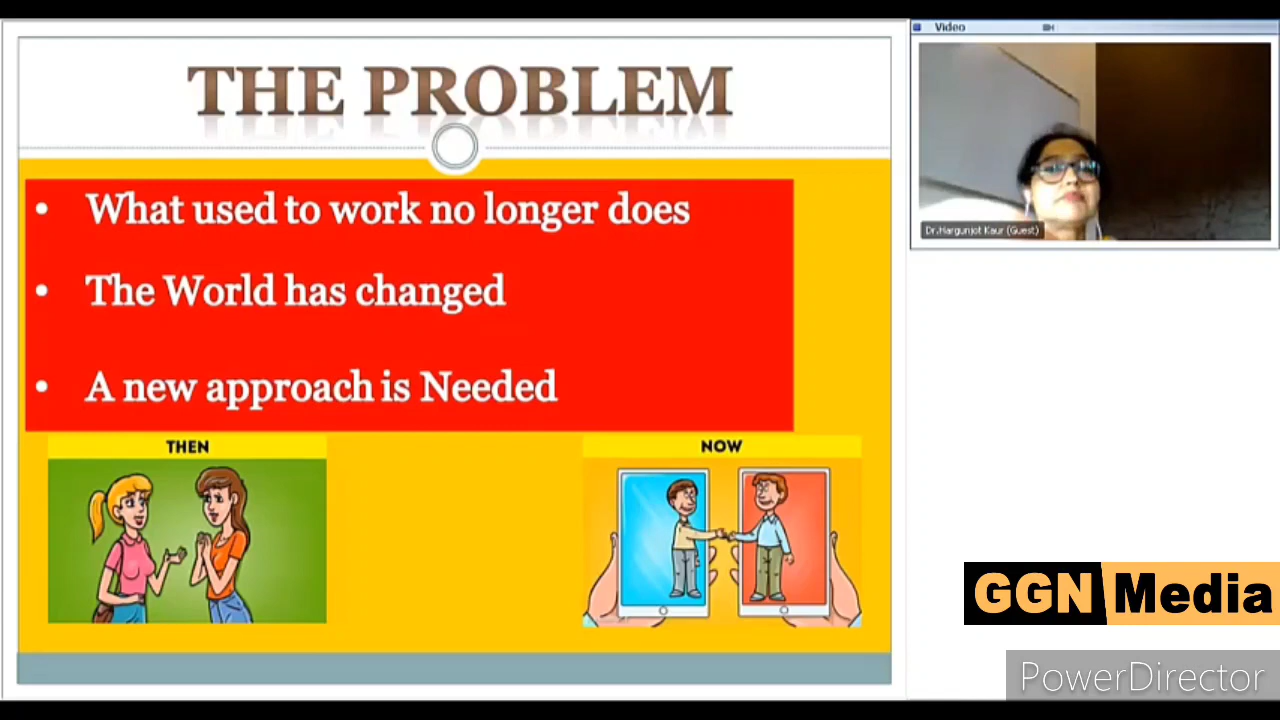 THE PROBLEM
• What used to work no longer does
• The World has changed
• A new approach is Needed
THEN
NOW
Video
Dr.Hargunjot Kaur (Guest)
GGN Media
PowerDirector